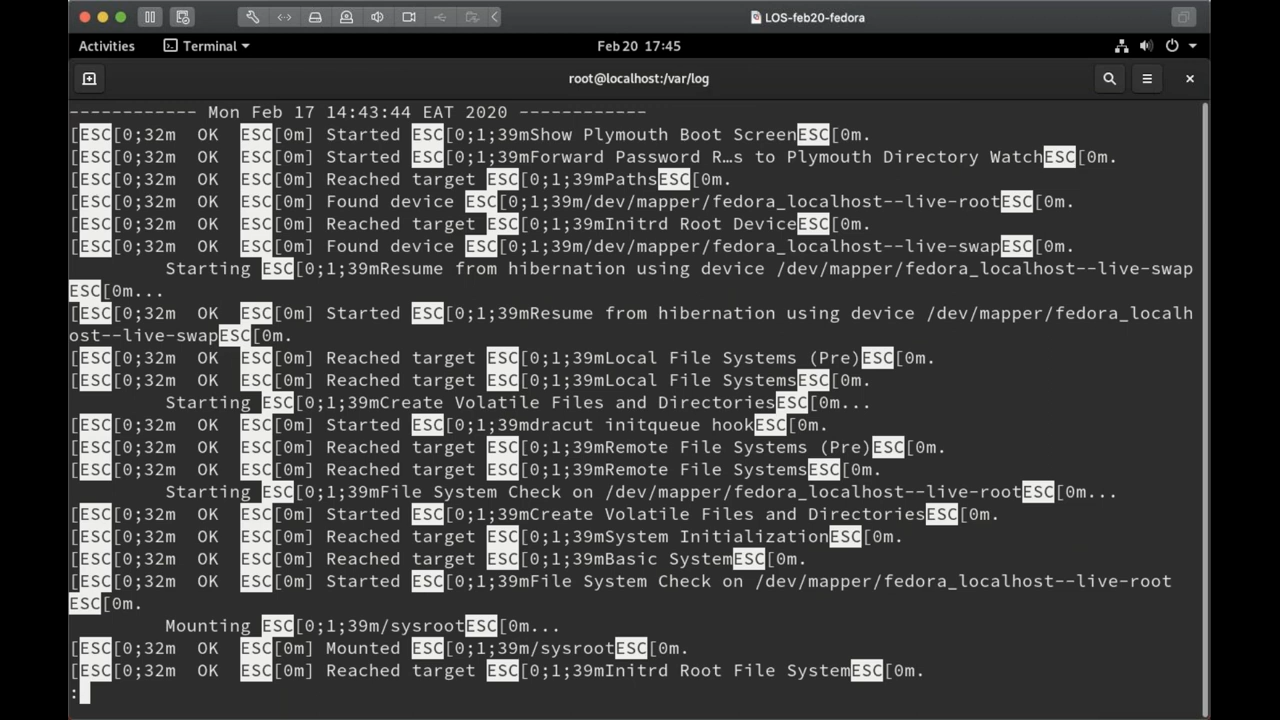 LOS-feb20-fedora
Activities Terminal Feb 20 17:45
root@localhost:/var/log
------------ Mon Feb 17 14:43:44 EAT 2020 ------------
[ESC[0;32m  OK  ESC[0m] Started ESC[0;1;39mShow Plymouth Boot ScreenESC[0m.
[ESC[0;32m  OK  ESC[0m] Started ESC[0;1;39mForward Password R…s to Plymouth Directory WatchESC[0m.
[ESC[0;32m  OK  ESC[0m] Reached target ESC[0;1;39mPathsESC[0m.
[ESC[0;32m  OK  ESC[0m] Found device ESC[0;1;39m/dev/mapper/fedora_localhost--live-rootESC[0m.
[ESC[0;32m  OK  ESC[0m] Reached target ESC[0;1;39mInitrd Root DeviceESC[0m.
[ESC[0;32m  OK  ESC[0m] Found device ESC[0;1;39m/dev/mapper/fedora_localhost--live-swapESC[0m.
         Starting ESC[0;1;39mResume from hibernation using device /dev/mapper/fedora_localhost--live-swap
ESC[0m...
[ESC[0;32m  OK  ESC[0m] Started ESC[0;1;39mResume from hibernation using device /dev/mapper/fedora_localh
ost--live-swapESC[0m.
[ESC[0;32m  OK  ESC[0m] Reached target ESC[0;1;39mLocal File Systems (Pre)ESC[0m.
[ESC[0;32m  OK  ESC[0m] Reached target ESC[0;1;39mLocal File SystemsESC[0m.
         Starting ESC[0;1;39mCreate Volatile Files and DirectoriesESC[0m...
[ESC[0;32m  OK  ESC[0m] Started ESC[0;1;39mdracut initqueue hookESC[0m.
[ESC[0;32m  OK  ESC[0m] Reached target ESC[0;1;39mRemote File Systems (Pre)ESC[0m.
[ESC[0;32m  OK  ESC[0m] Reached target ESC[0;1;39mRemote File SystemsESC[0m.
         Starting ESC[0;1;39mFile System Check on /dev/mapper/fedora_localhost--live-rootESC[0m...
[ESC[0;32m  OK  ESC[0m] Started ESC[0;1;39mCreate Volatile Files and DirectoriesESC[0m.
[ESC[0;32m  OK  ESC[0m] Reached target ESC[0;1;39mSystem InitializationESC[0m.
[ESC[0;32m  OK  ESC[0m] Reached target ESC[0;1;39mBasic SystemESC[0m.
[ESC[0;32m  OK  ESC[0m] Started ESC[0;1;39mFile System Check on /dev/mapper/fedora_localhost--live-root
ESC[0m.
         Mounting ESC[0;1;39m/sysrootESC[0m...
[ESC[0;32m  OK  ESC[0m] Mounted ESC[0;1;39m/sysrootESC[0m.
[ESC[0;32m  OK  ESC[0m] Reached target ESC[0;1;39mInitrd Root File SystemESC[0m.
: